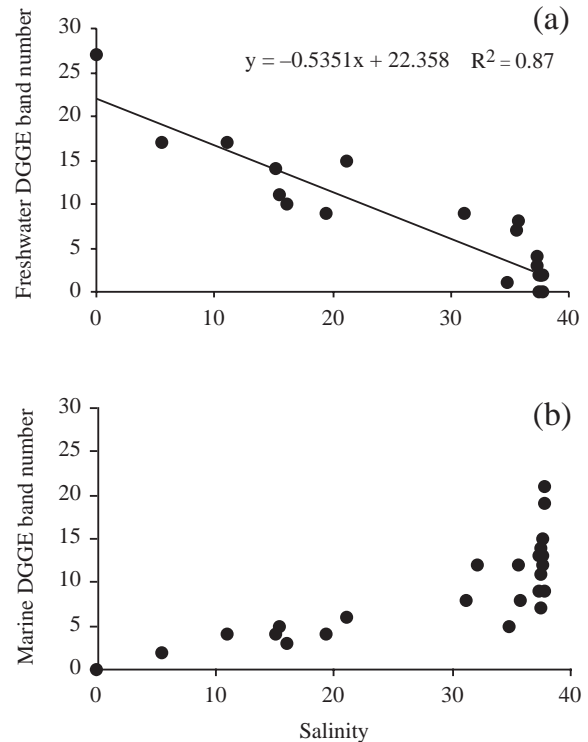 (a)
y = –0.5351x + 22.358 R² = 0.87
Freshwater DGGE band number
30
25
20
15
10
5
0
0 10 20 30 40
(b)
Marine DGGE band number
30
25
20
15
10
5
0
0 10 20 30 40
Salinity